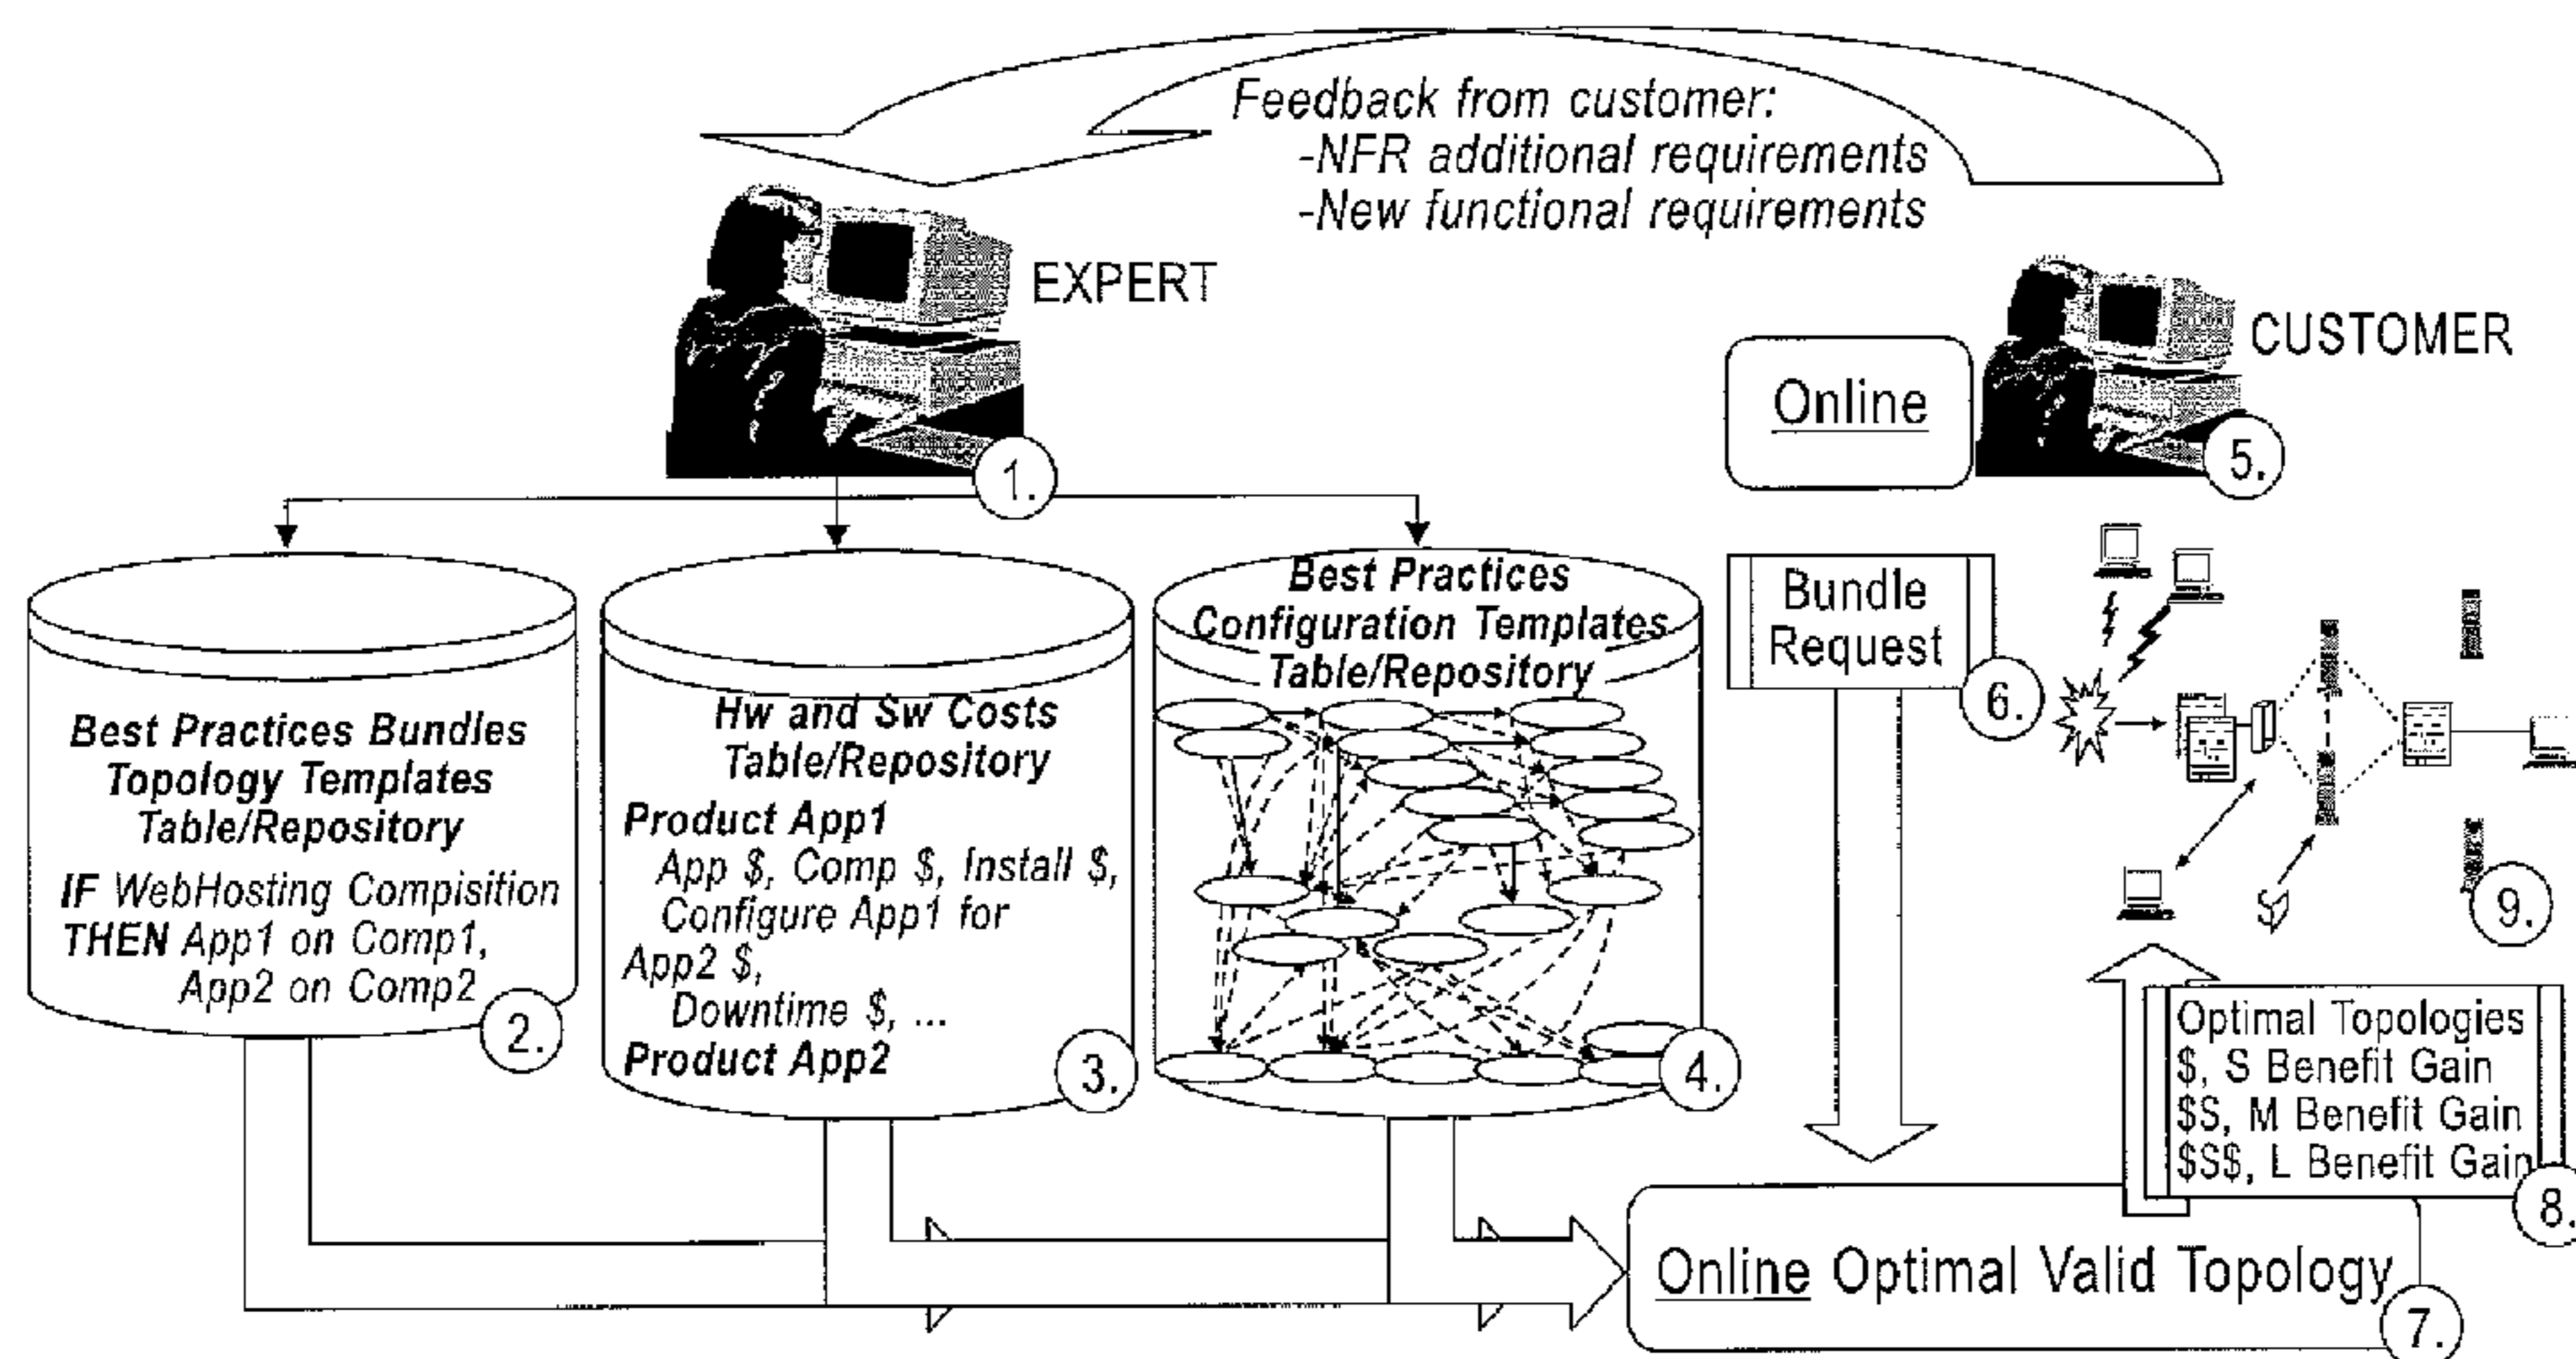 Feedback from customer:
-NFR additional requirements
-New functional requirements
EXPERT
1.
Online
CUSTOMER
5.
Best Practices Bundles
Topology Templates
Table/Repository
IF WebHosting Compisition
THEN App1 on Comp1,
App2 on Comp2
2.
Hw and Sw Costs
Table/Repository
Product App1
App $, Comp $, Install $,
Configure App1 for
App2 $,
Downtime $, ...
Product App2
3.
Best Practices
Configuration Templates
Table/Repository
4.
Bundle
Request
6.
9.
Optimal Topologies
$, S Benefit Gain
$S, M Benefit Gain
$S$, L Benefit Gain
8.
Online Optimal Valid Topology
7.